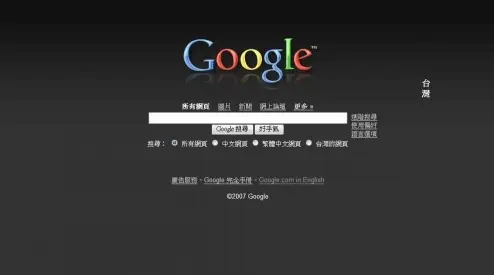 Google™
台灣
所有網頁 圖片 新聞 網上論壇 更多 »
進階搜尋
使用偏好
語言選項
Google 搜尋 好手氣
搜尋： 所有網頁 中文網頁 繁體中文網頁 台灣的網頁
廣告服務 - Google 完全手冊 - Google.com in English
©2007 Google